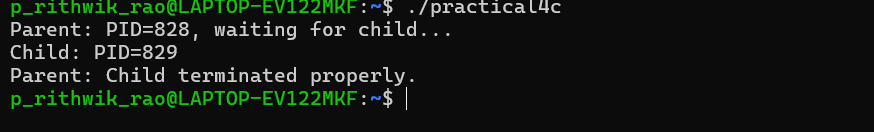 p_rithwik_rao@LAPTOP-EV122MKF:~$ ./practical4c
Parent: PID=828, waiting for child...
Child: PID=829
Parent: Child terminated properly.
p_rithwik_rao@LAPTOP-EV122MKF:~$